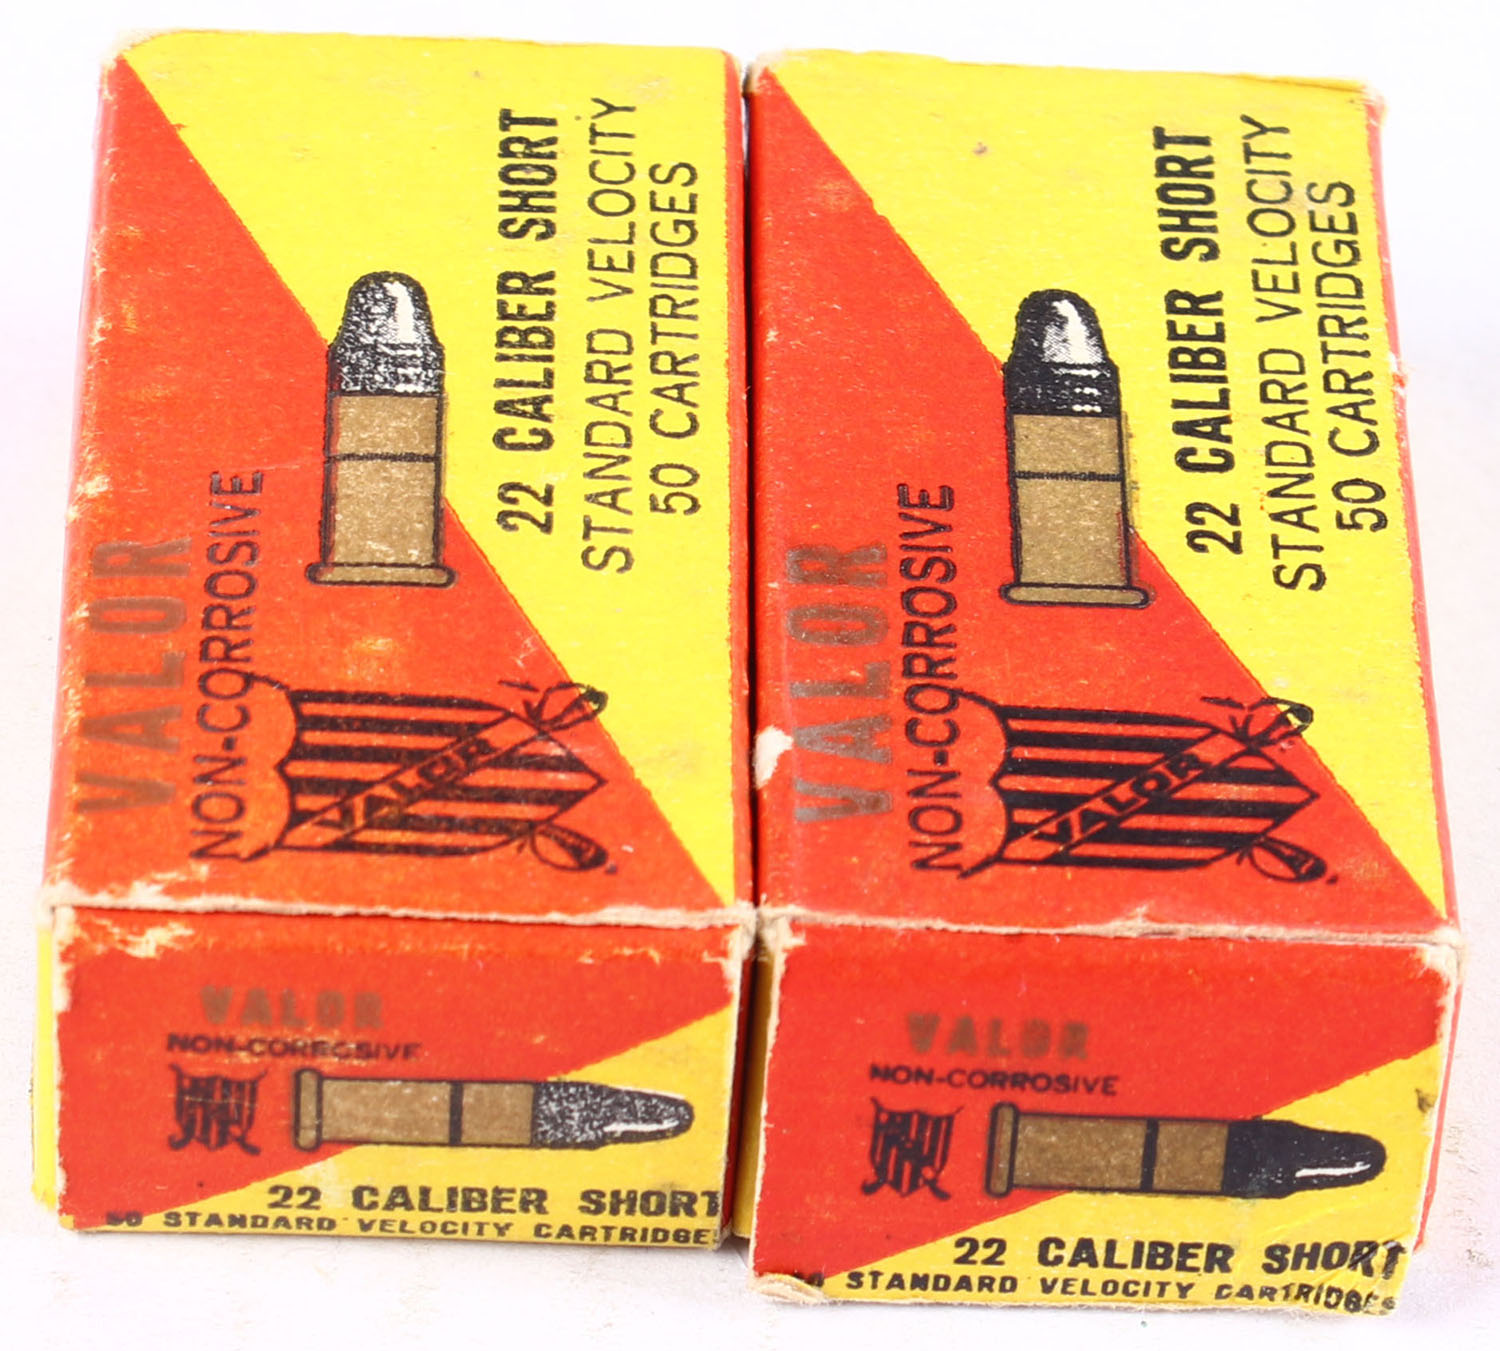 VALOR
NON-CORROSIVE
VALOR
22 CALIBER SHORT
STANDARD VELOCITY
50 CARTRIDGES
VALOR
NON-CORROSIVE
22 CALIBER SHORT
50 STANDARD VELOCITY CARTRIDGES
VALOR
NON-CORROSIVE
VALOR
22 CALIBER SHORT
STANDARD VELOCITY
50 CARTRIDGES
VALOR
NON-CORROSIVE
22 CALIBER SHORT
STANDARD VELOCITY CARTRIDGES